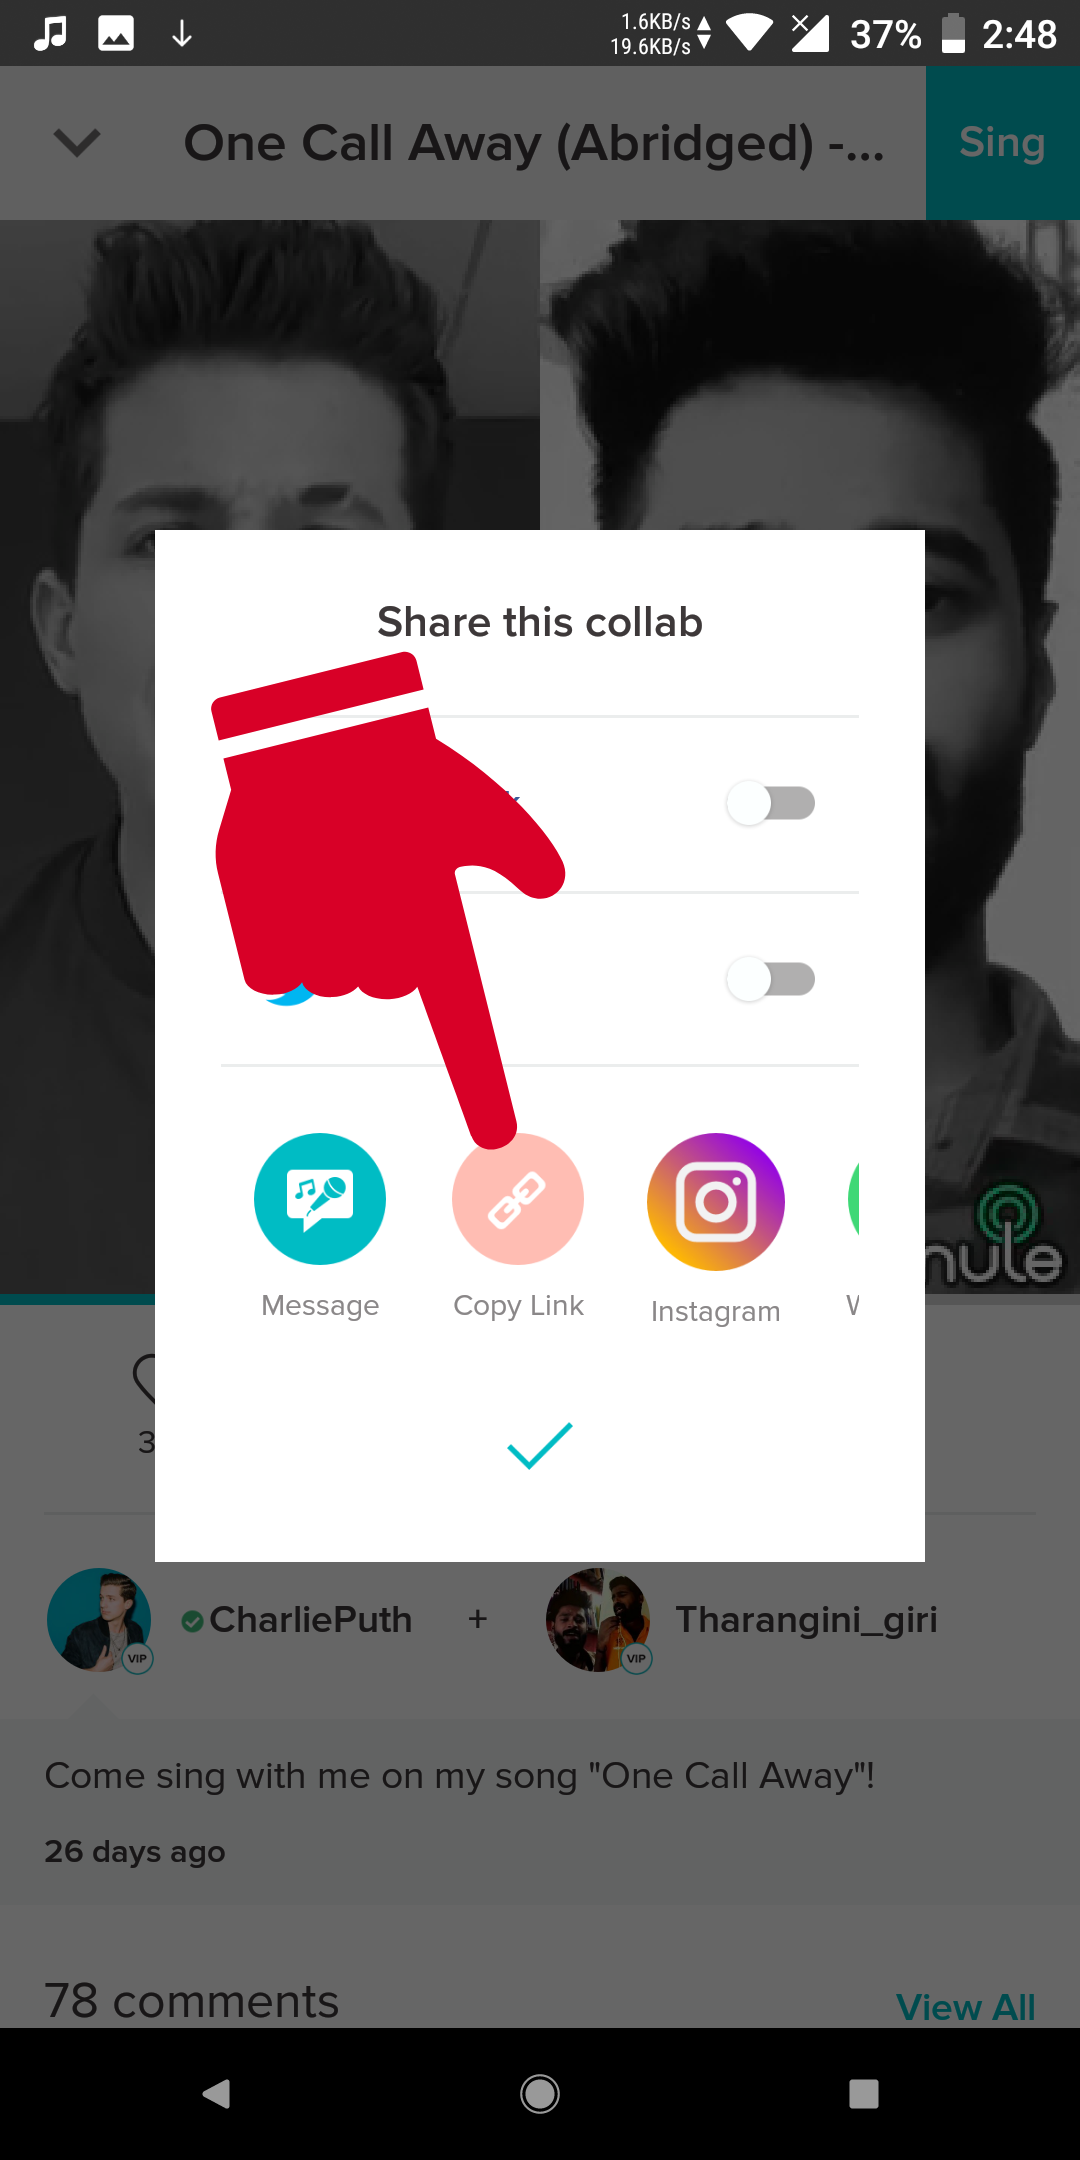 1.6KB/s
19.6KB/s
37%
2:48
One Call Away (Abridged) -...
Sing
Share this collab
Message
Copy Link
Instagram
3
CharliePuth + Tharangini_giri
VIP
VIP
Come sing with me on my song "One Call Away"!
26 days ago
78 comments
View All